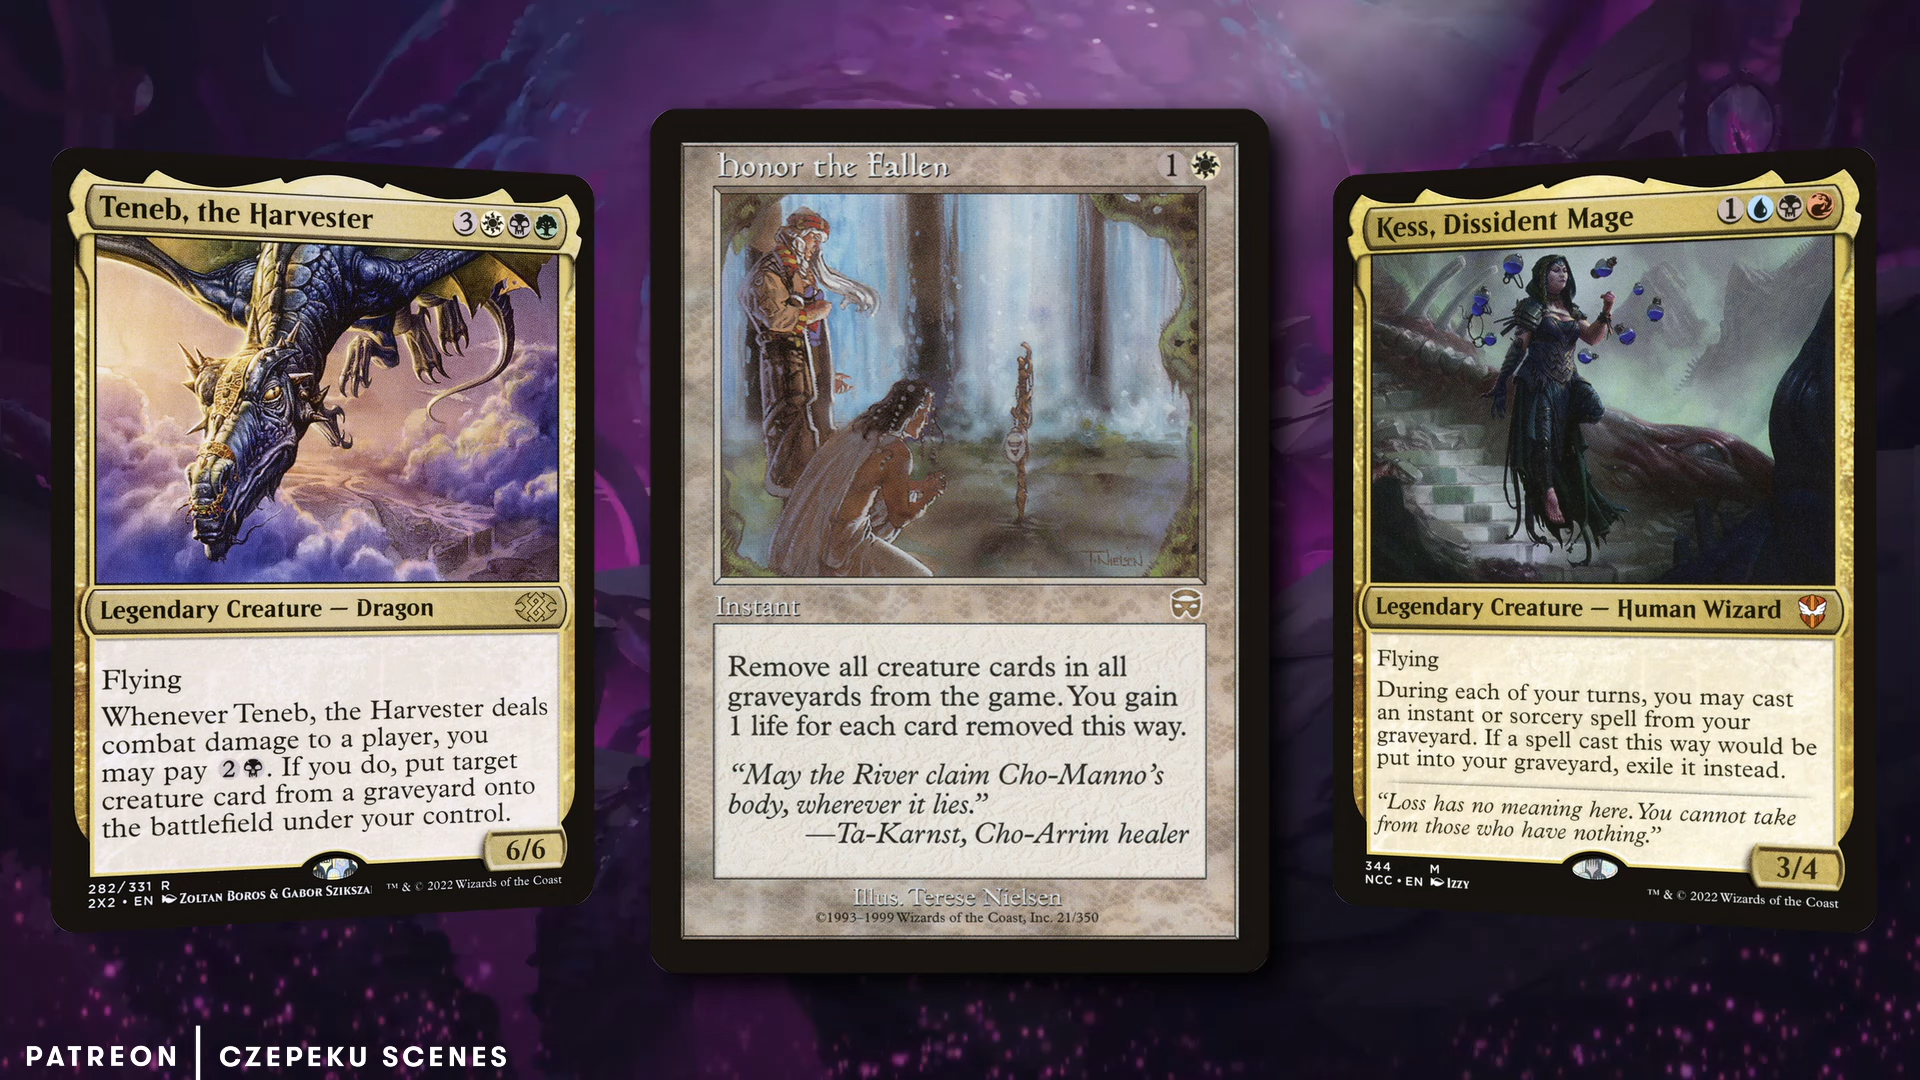 Teneb, the Harvester
3
Legendary Creature — Dragon
Flying
Whenever Teneb, the Harvester deals
combat damage to a player, you
may pay 2 . If you do, put target
creature card from a graveyard onto
the battlefield under your control.
6/6
282/331 R
2X2 • EN Zoltan Boros & Gabor Sziksza
™ & © 2022 Wizards of the Coast
Honor the Fallen
1
T. Nielsen
Instant
Remove all creature cards in all
graveyards from the game. You gain
1 life for each card removed this way.
“May the River claim Cho-Manno’s
body, wherever it lies.”
—Ta-Karnst, Cho-Arrim healer
Illus. Terese Nielsen
©1993–1999 Wizards of the Coast, Inc. 21/350
Kess, Dissident Mage
1
Legendary Creature — Human Wizard
Flying
During each of your turns, you may cast
an instant or sorcery spell from your
graveyard. If a spell cast this way would be
put into your graveyard, exile it instead.
“Loss has no meaning here. You cannot take
from those who have nothing.”
3/4
344 M
NCC • EN Izzy
™ & © 2022 Wizards of the Coast
PATREON | CZEPEKU SCENES